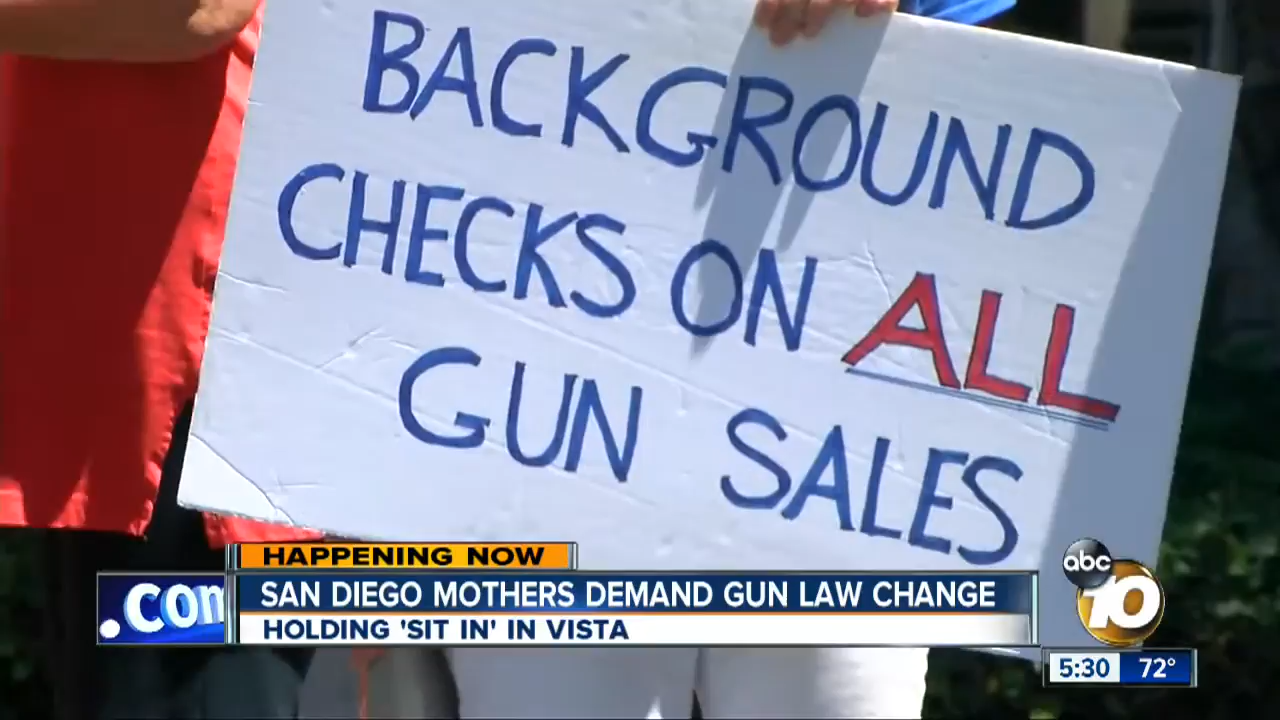 BACKGROUND
CHECKS ON ALL
GUN SALES
HAPPENING NOW
.com
SAN DIEGO MOTHERS DEMAND GUN LAW CHANGE
HOLDING 'SIT IN' IN VISTA
abc
10
5:30 72°